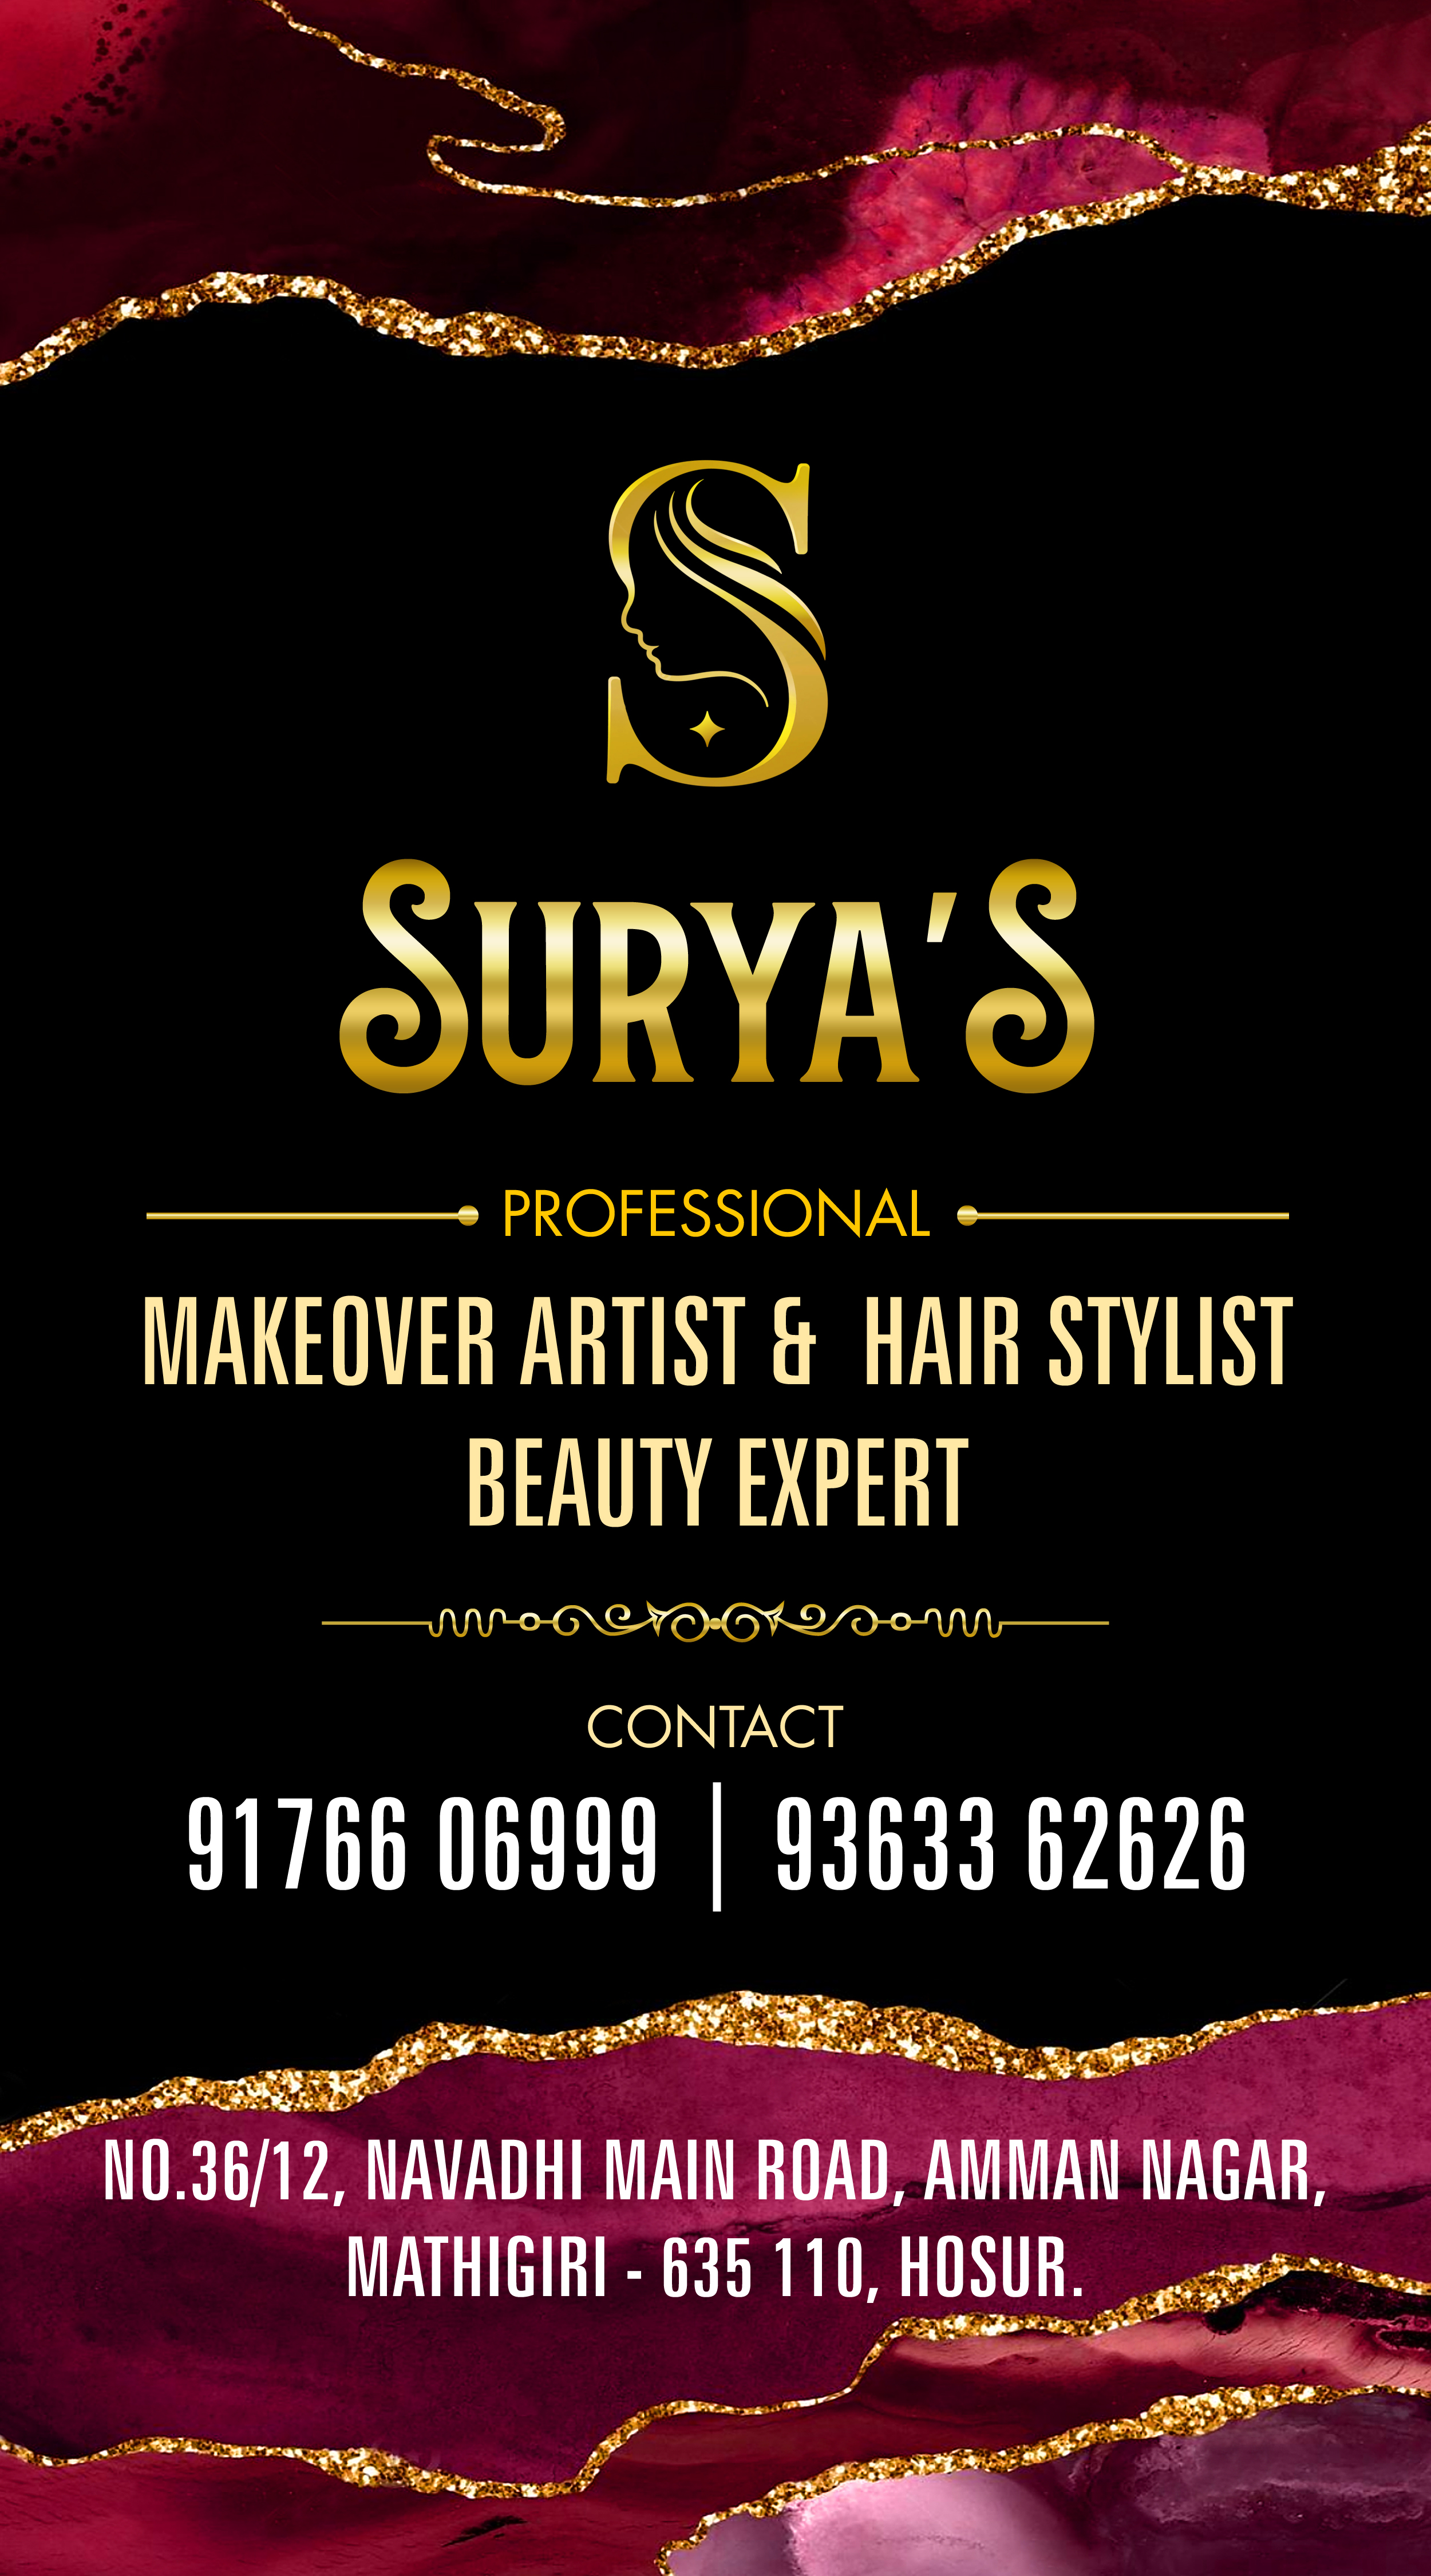 S
SURYA'S
PROFESSIONAL
MAKEOVER ARTIST & HAIR STYLIST
BEAUTY EXPERT
CONTACT
91766 06999 | 93633 62626
NO.36/12, NAVADHI MAIN ROAD, AMMAN NAGAR,
MATHIGIRI - 635 110, HOSUR.